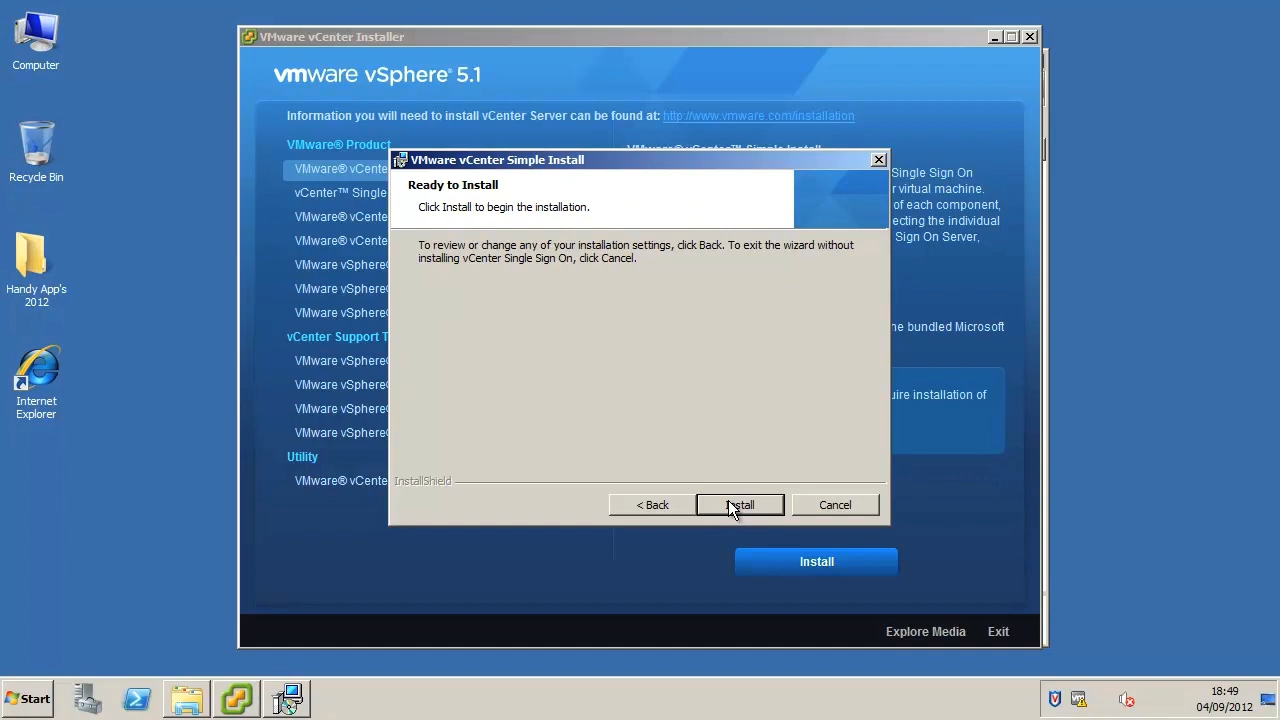 Computer
Recycle Bin
Handy App's
2012
Internet
Explorer
VMware vCenter Installer
vmware vSphere® 5.1
Information you will need to install vCenter Server can be found at: http://www.vmware.com/installation
VMware® Product
VMware® vCente
vCenter™ Single
VMware® vCente
VMware® vCente
VMware vSphere®
VMware vSphere®
VMware vSphere®
vCenter Support T
VMware vSphere®
VMware vSphere®
VMware vSphere®
VMware vSphere®
Utility
VMware® vCente
VMware® vCenter™ Simple Install
Single Sign On
r virtual machine.
of each component,
ecting the individual
Sign On Server,
he bundled Microsoft
uire installation of
VMware vCenter Simple Install
Ready to Install
Click Install to begin the installation.
To review or change any of your installation settings, click Back. To exit the wizard without
installing vCenter Single Sign On, click Cancel.
InstallShield
< Back
Install
Cancel
Install
Explore Media
Exit
Start
18:49
04/09/2012